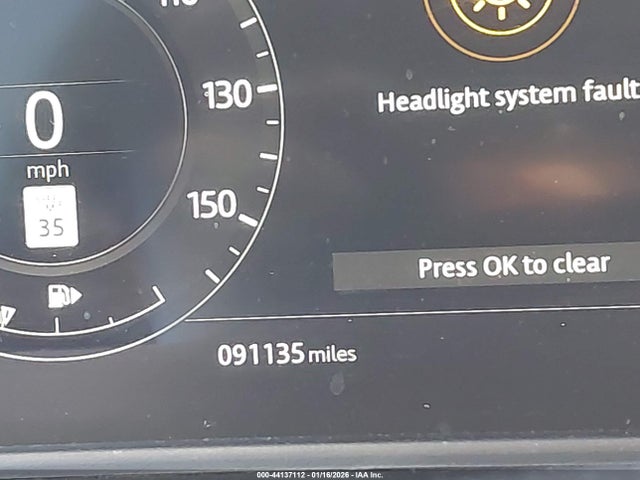 130
Headlight system fault
0
mph
150
35
Press OK to clear
091135 miles
000-44137112 - 01/16/2026 - IAA Inc.